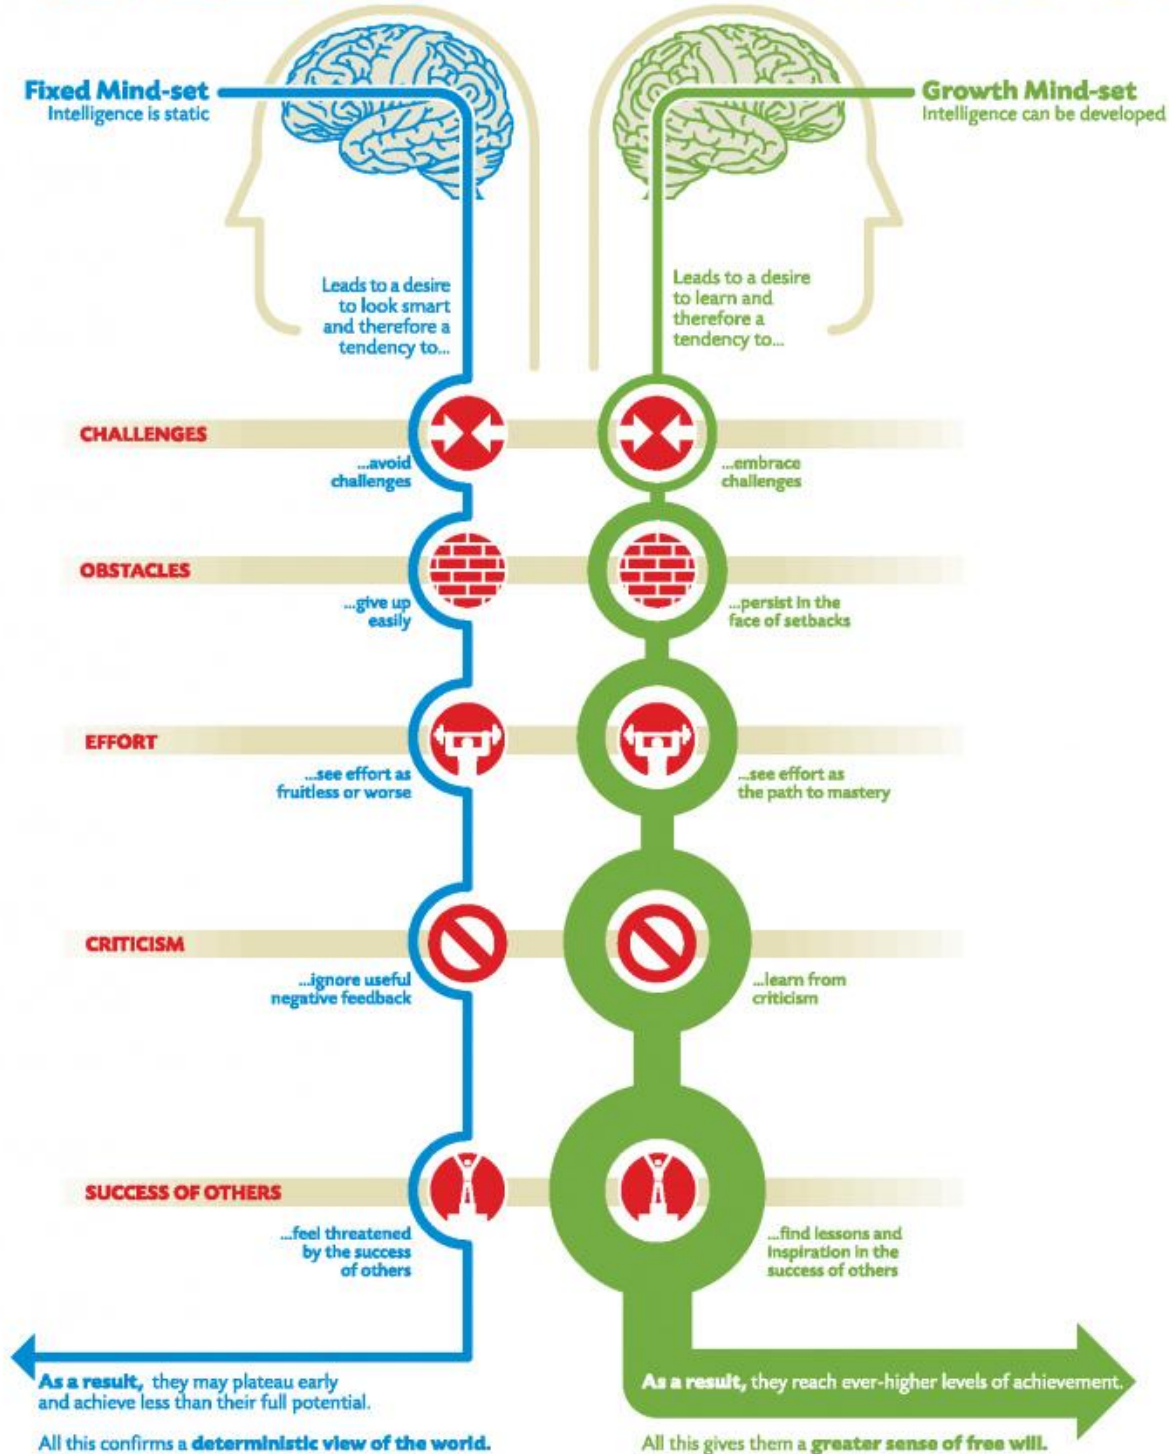 Fixed Mind-set
Intelligence is static
Growth Mind-set
Intelligence can be developed
Leads to a desire
to look smart
and therefore a
tendency to...
Leads to a desire
to learn and
therefore a
tendency to...
CHALLENGES
...avoid
challenges
...embrace
challenges
OBSTACLES
...give up
easily
...persist in the
face of setbacks
EFFORT
...see effort as
fruitless or worse
...see effort as
the path to mastery
CRITICISM
...ignore useful
negative feedback
...learn from
criticism
SUCCESS OF OTHERS
...feel threatened
by the success
of others
...find lessons and
inspiration in the
success of others
As a result, they may plateau early
and achieve less than their full potential.
All this confirms a deterministic view of the world.
As a result, they reach ever-higher levels of achievement.
All this gives them a greater sense of free will.